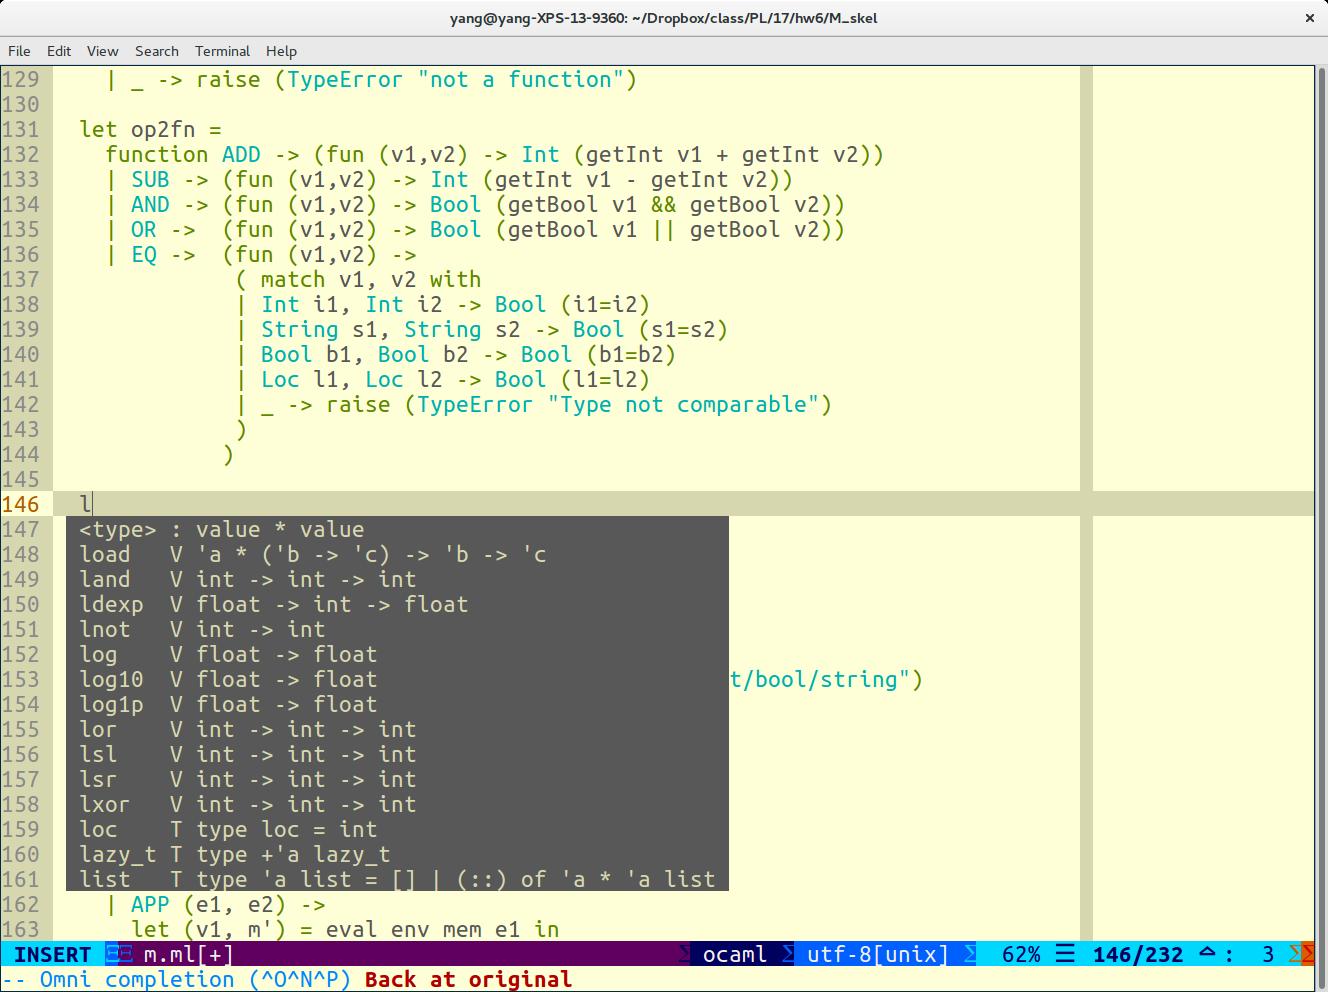 yang@yang-XPS-13-9360: ~/Dropbox/class/PL/17/hw6/M_skel ×
File Edit View Search Terminal Help
129     | _ -> raise (TypeError "not a function")
130
131   let op2fn =
132     function ADD -> (fun (v1,v2) -> Int (getInt v1 + getInt v2))
133     | SUB -> (fun (v1,v2) -> Int (getInt v1 - getInt v2))
134     | AND -> (fun (v1,v2) -> Bool (getBool v1 && getBool v2))
135     | OR ->  (fun (v1,v2) -> Bool (getBool v1 || getBool v2))
136     | EQ ->  (fun (v1,v2) ->
137               ( match v1, v2 with
138               | Int i1, Int i2 -> Bool (i1=i2)
139               | String s1, String s2 -> Bool (s1=s2)
140               | Bool b1, Bool b2 -> Bool (b1=b2)
141               | Loc l1, Loc l2 -> Bool (l1=l2)
142               | _ -> raise (TypeError "Type not comparable")
143               )
144              )
145
146   l
147   <type> : value * value
148   load   V 'a * ('b -> 'c) -> 'b -> 'c
149   land   V int -> int -> int
150   ldexp  V float -> int -> float
151   lnot   V int -> int
152   log    V float -> float
153   log10  V float -> float t/bool/string")
154   log1p  V float -> float
155   lor    V int -> int -> int
156   lsl    V int -> int -> int
157   lsr    V int -> int -> int
158   lxor   V int -> int -> int
159   loc    T type loc = int
160   lazy_t T type +'a lazy_t
161   list   T type 'a list = [] | (::) of 'a * 'a list
162     | APP (e1, e2) ->
163       let (v1, m') = eval env mem e1 in
INSERT m.ml[+] ocaml utf-8[unix] 62% ☰ 146/232 : 3
-- Omni completion (^O^N^P) Back at original